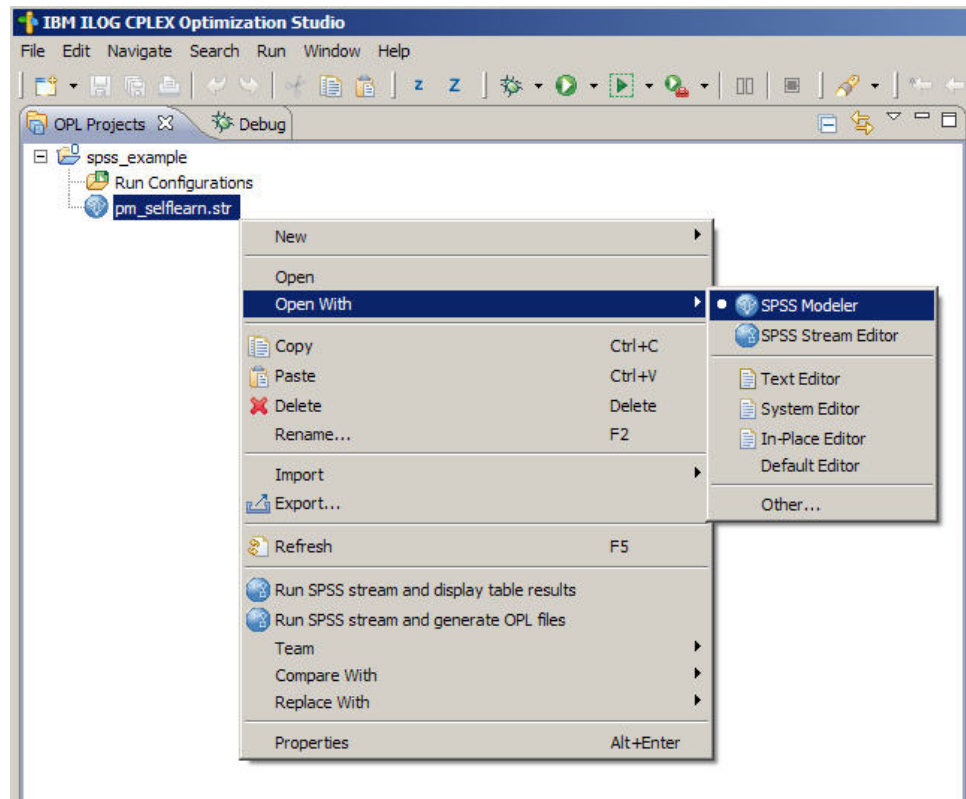 IBM ILOG CPLEX Optimization Studio
File Edit Navigate Search Run Window Help
z Z
OPL Projects Debug
spss_example
Run Configurations
pm_selflearn.str
New
Open
Open With
SPSS Modeler
SPSS Stream Editor
Copy Ctrl+C
Paste Ctrl+V
Text Editor
Delete Delete
System Editor
Rename... F2
In-Place Editor
Default Editor
Import
Export...
Other...
Refresh F5
Run SPSS stream and display table results
Run SPSS stream and generate OPL files
Team
Compare With
Replace With
Properties Alt+Enter